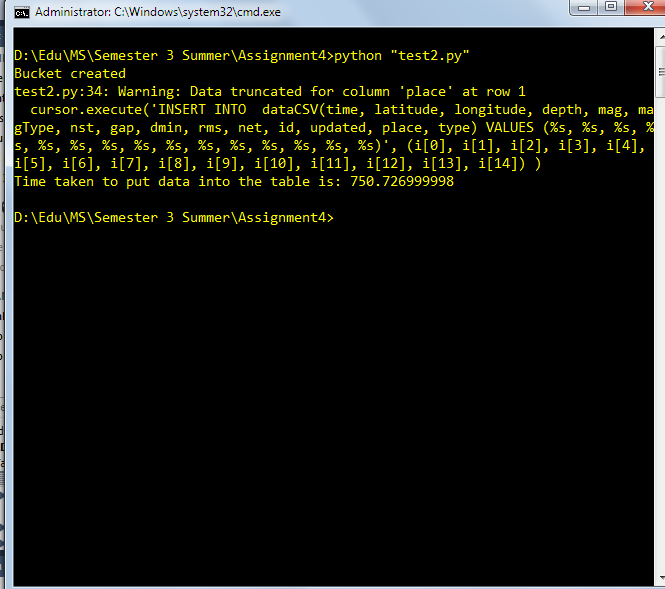 Administrator: C:\Windows\system32\cmd.exe
D:\Edu\MS\Semester 3 Summer\Assignment4>python "test2.py"
Bucket created
test2.py:34: Warning: Data truncated for column 'place' at row 1
  cursor.execute('INSERT INTO  dataCSV(time, latitude, longitude, depth, mag, ma
gType, nst, gap, dmin, rms, net, id, updated, place, type) VALUES (%s, %s, %s, %
s, %s, %s, %s, %s, %s, %s, %s, %s, %s, %s, %s)', (i[0], i[1], i[2], i[3], i[4],
i[5], i[6], i[7], i[8], i[9], i[10], i[11], i[12], i[13], i[14]) )
Time taken to put data into the table is: 750.726999998
D:\Edu\MS\Semester 3 Summer\Assignment4>